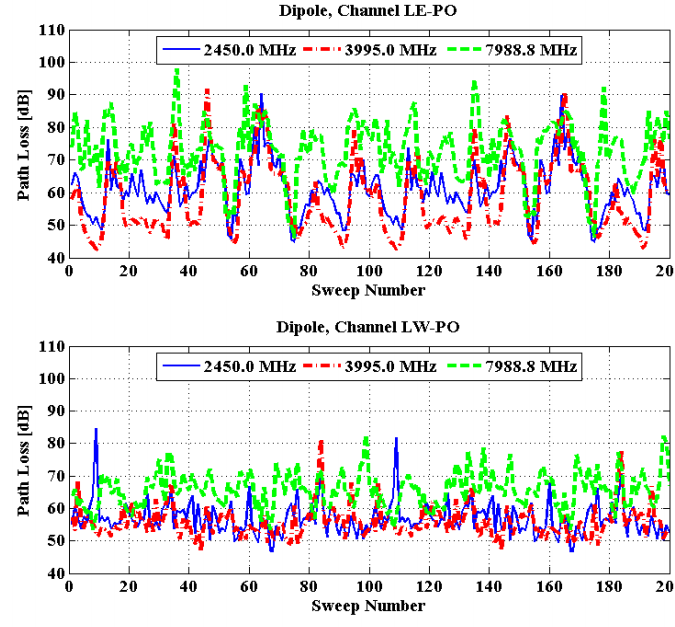 Dipole, Channel LE-PO
110
100
90
80
70
60
50
40
Path Loss [dB]
2450.0 MHz 3995.0 MHz 7988.8 MHz
0 20 40 60 80 100 120 140 160 180 200
Sweep Number
Dipole, Channel LW-PO
110
100
90
80
70
60
50
40
Path Loss [dB]
2450.0 MHz 3995.0 MHz 7988.8 MHz
0 20 40 60 80 100 120 140 160 180 200
Sweep Number